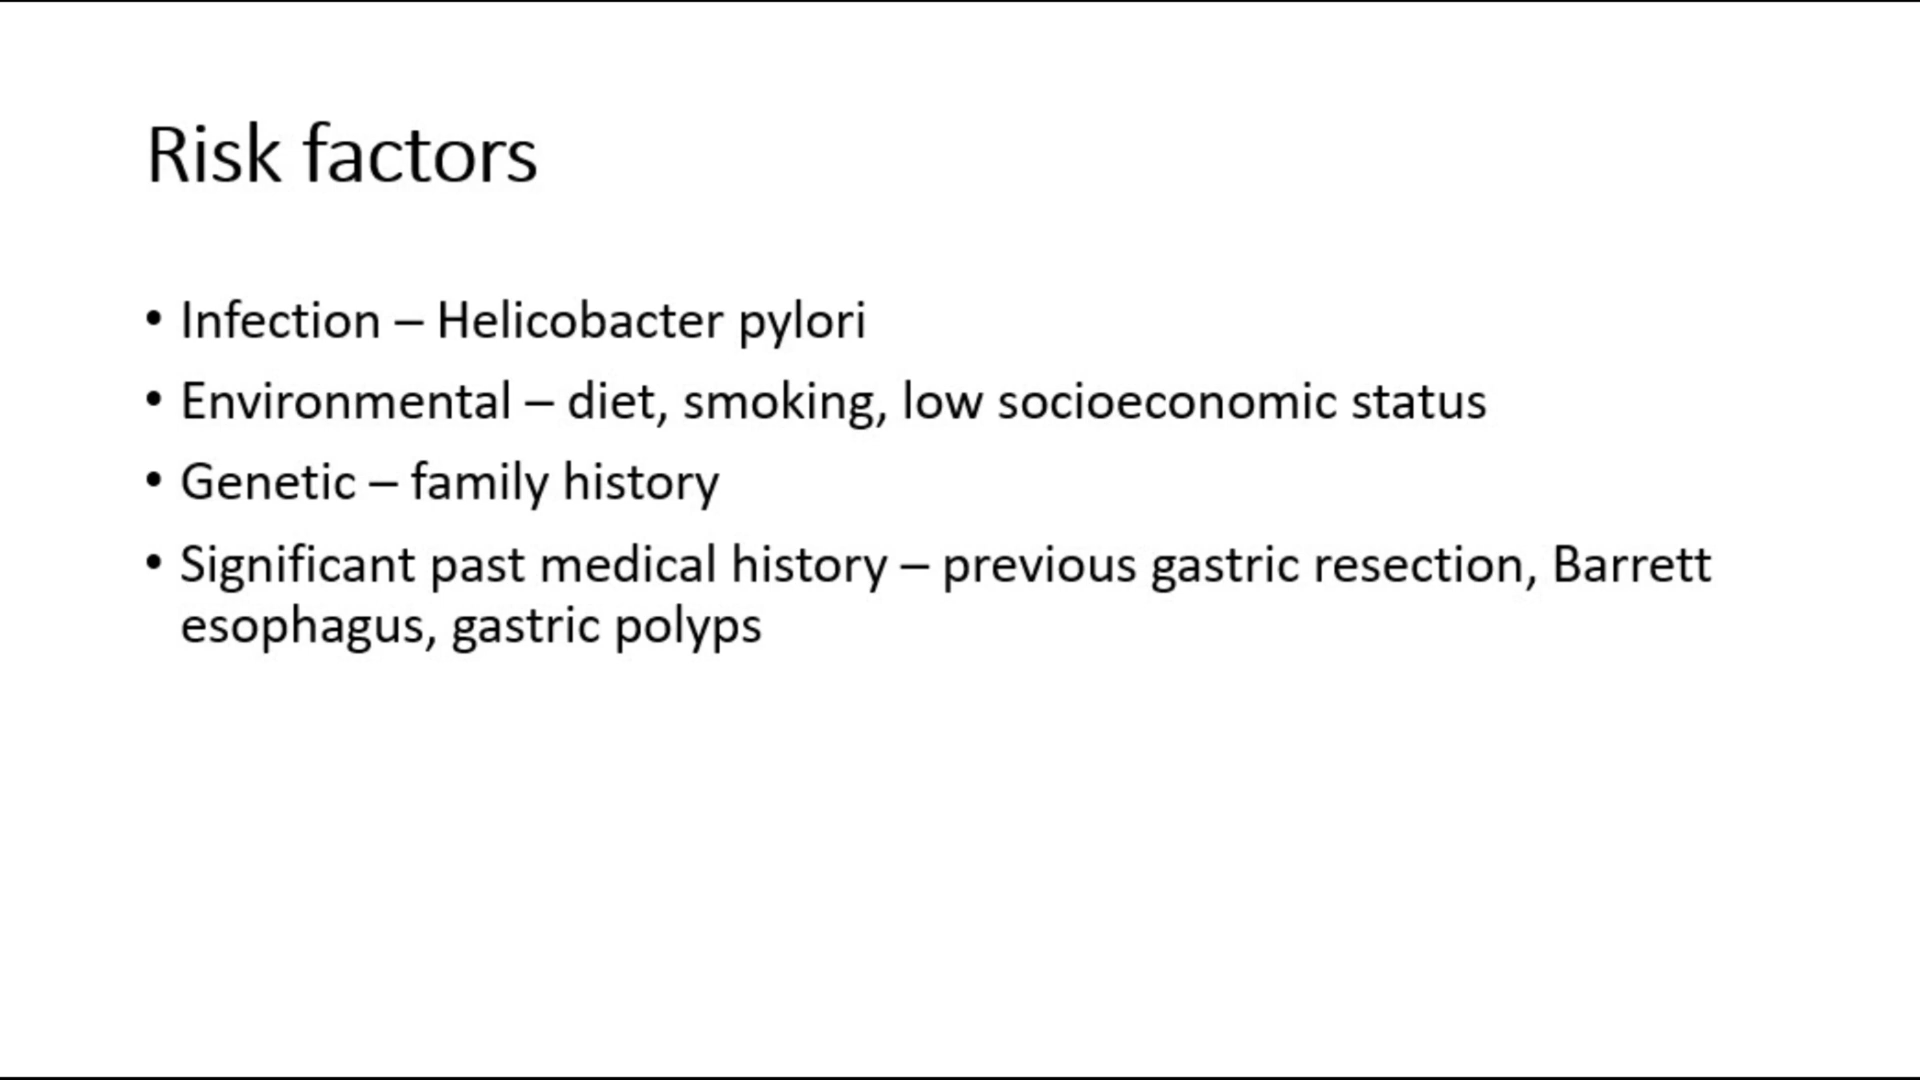 Risk factors
• Infection – Helicobacter pylori
• Environmental – diet, smoking, low socioeconomic status
• Genetic – family history
• Significant past medical history – previous gastric resection, Barrett
esophagus, gastric polyps